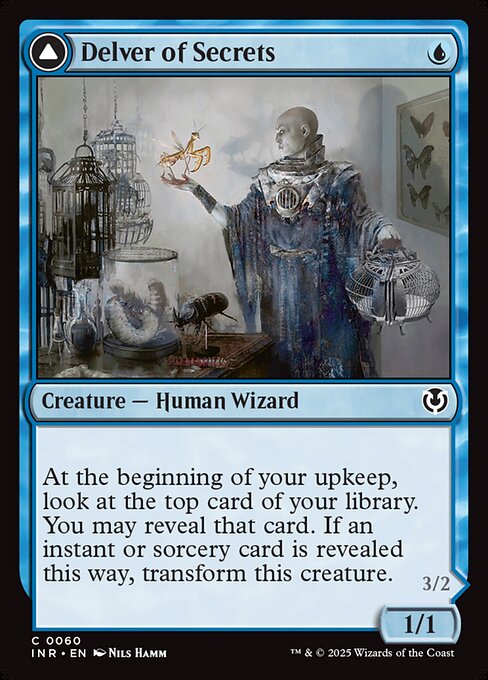 Delver of Secrets
Creature — Human Wizard
At the beginning of your upkeep,
look at the top card of your library.
You may reveal that card. If an
instant or sorcery card is revealed
this way, transform this creature.
3/2
1/1
C 0060
INR • EN Nils Hamm
™ & © 2025 Wizards of the Coast